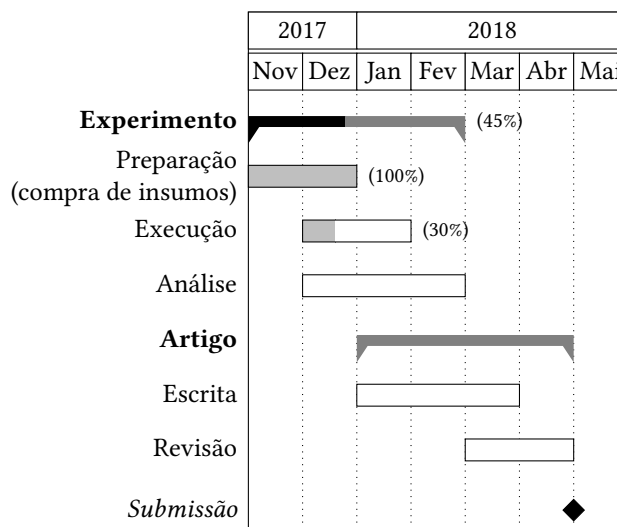 2017 2018
Nov Dez Jan Fev Mar Abr Mai
Experimento (45%)
Preparação
(compra de insumos) (100%)
Execução (30%)
Análise
Artigo
Escrita
Revisão
Submissão